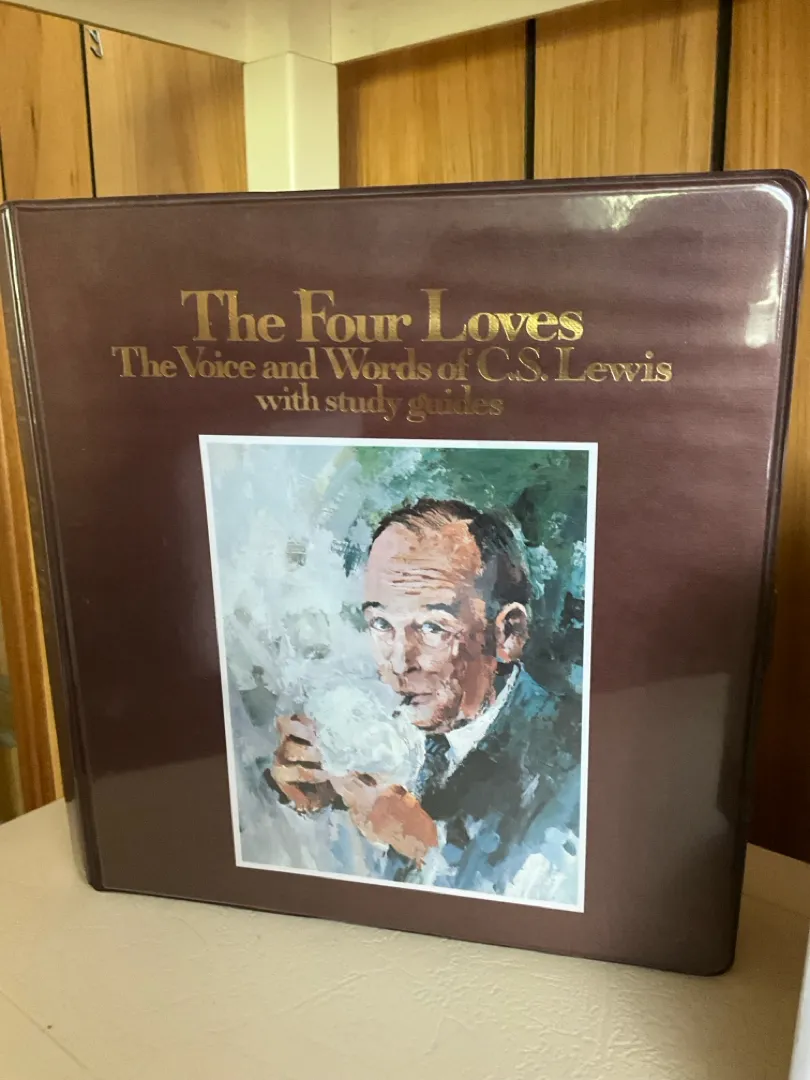 The Four Loves
The Voice and Words of C.S. Lewis
with study guides